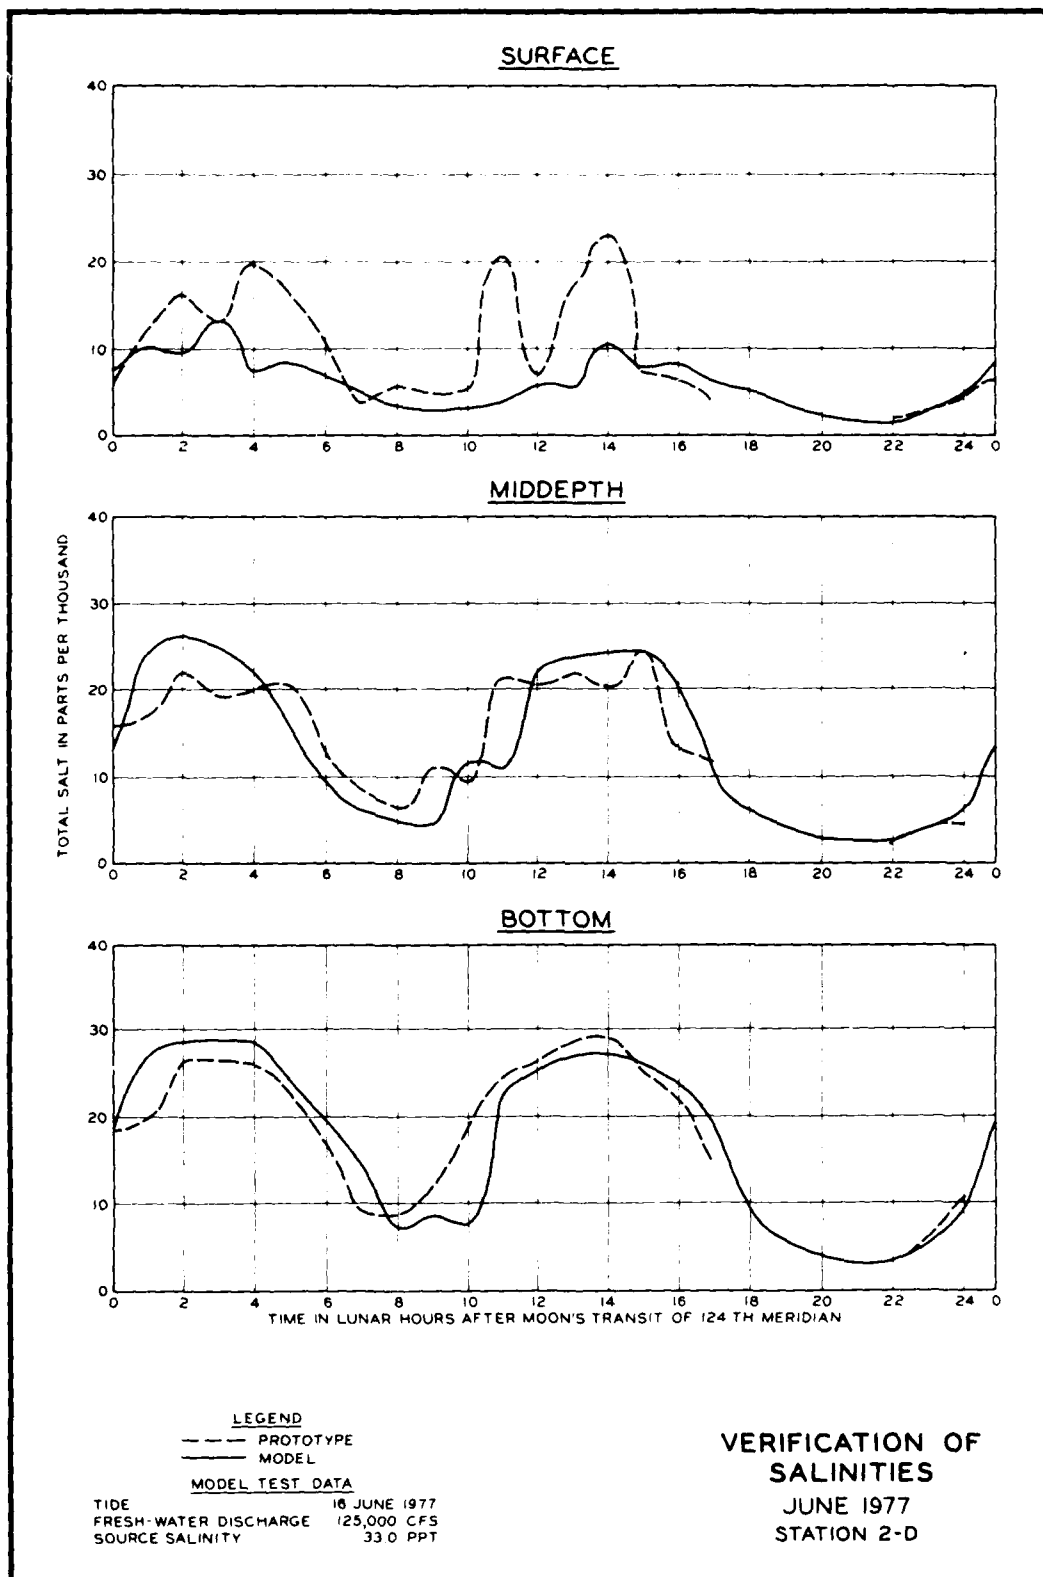 SURFACE
40
30
20
10
0
0 2 4 6 8 10 12 14 16 18 20 22 24 0
MIDDEPTH
TOTAL SALT IN PARTS PER THOUSAND
40
30
20
10
0
0 2 4 6 8 10 12 14 16 18 20 22 24 0
BOTTOM
40
30
20
10
0
0 2 4 6 8 10 12 14 16 18 20 22 24 0
TIME IN LUNAR HOURS AFTER MOON'S TRANSIT OF 124 TH MERIDIAN
LEGEND
PROTOTYPE
MODEL
MODEL TEST DATA
TIDE 16 JUNE 1977
FRESH-WATER DISCHARGE 125,000 CFS
SOURCE SALINITY 33.0 PPT
VERIFICATION OF
SALINITIES
JUNE 1977
STATION 2-D